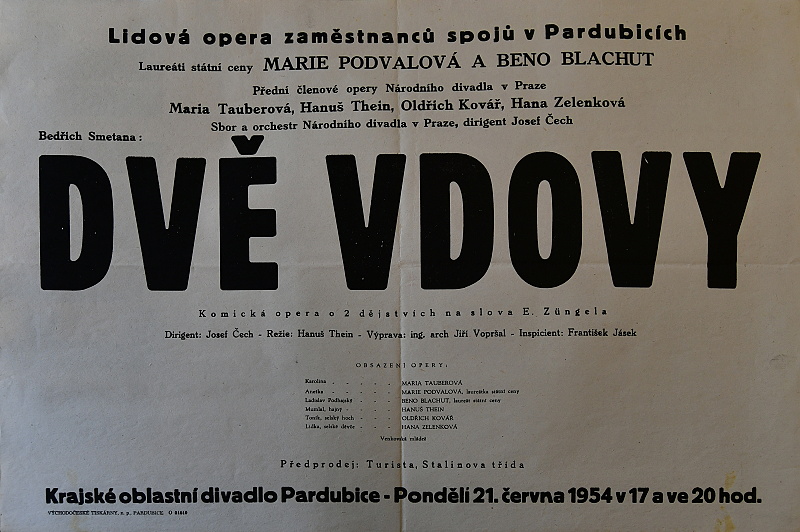 Lidová opera zaměstnanců spojů v Pardubicích
Laureáti státní ceny MARIE PODVALOVÁ A BENO BLACHUT
Přední členové opery Národního divadla v Praze
Maria Tauberová, Hanuš Thein, Oldřich Kovář, Hana Zelenková
Sbor a orchestr Národního divadla v Praze, dirigent Josef Čech
Bedřich Smetana:
DVĚ VDOVY
Komická opera o 2 dějstvích na slova E. Züngela
Dirigent: Josef Čech - Režie: Hanuš Thein - Výprava: ing. arch Jiří Vopršal - Inspicient: František Jásek
OBSAZENÍ OPERY:
Karolina - - - - - MARIA TAUBEROVÁ
Anežka - - - - - MARIE PODVALOVÁ, laureátka státní ceny
Ladislav Podhajský - - - BENO BLACHUT, laureát státní ceny
Mumlal, hajný - - - - HANUŠ THEIN
Toník, selský hoch - - - OLDŘICH KOVÁŘ
Lidka, selské děvče - - - HANA ZELENKOVÁ
Venkovská mládež
Předprodej: Turista, Stalinova třída
Krajské oblastní divadlo Pardubice - Pondělí 21. června 1954 v 17 a ve 20 hod.
VÝCHODOČESKÉ TISKÁRNY, n. p., PARDUBICE. O